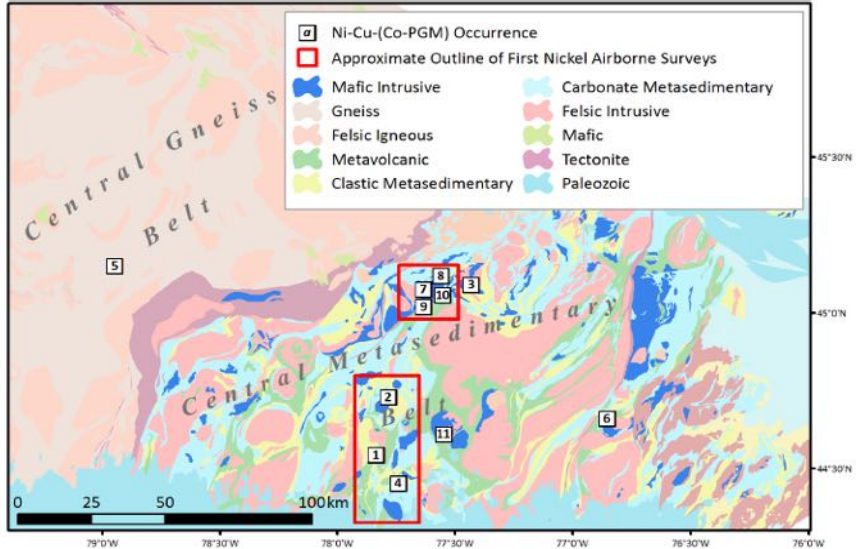 a Ni-Cu-(Co-PGM) Occurrence
Approximate Outline of First Nickel Airborne Surveys
Mafic Intrusive
Carbonate Metasedimentary
Gneiss
Felsic Intrusive
Felsic Igneous
Mafic
Metavolcanic
Tectonite
Clastic Metasedimentary
Paleozoic
Central Gneiss
Belt
45°30'N
5
8
7
3
10
9
45°0'N
Central Metasedimentary
Belt
2
6
11
1
44°30'N
4
0 25 50 100 km
79°0'W 78°30'W 78°0'W 77°30'W 77°0'W 76°30'W 76°0'W